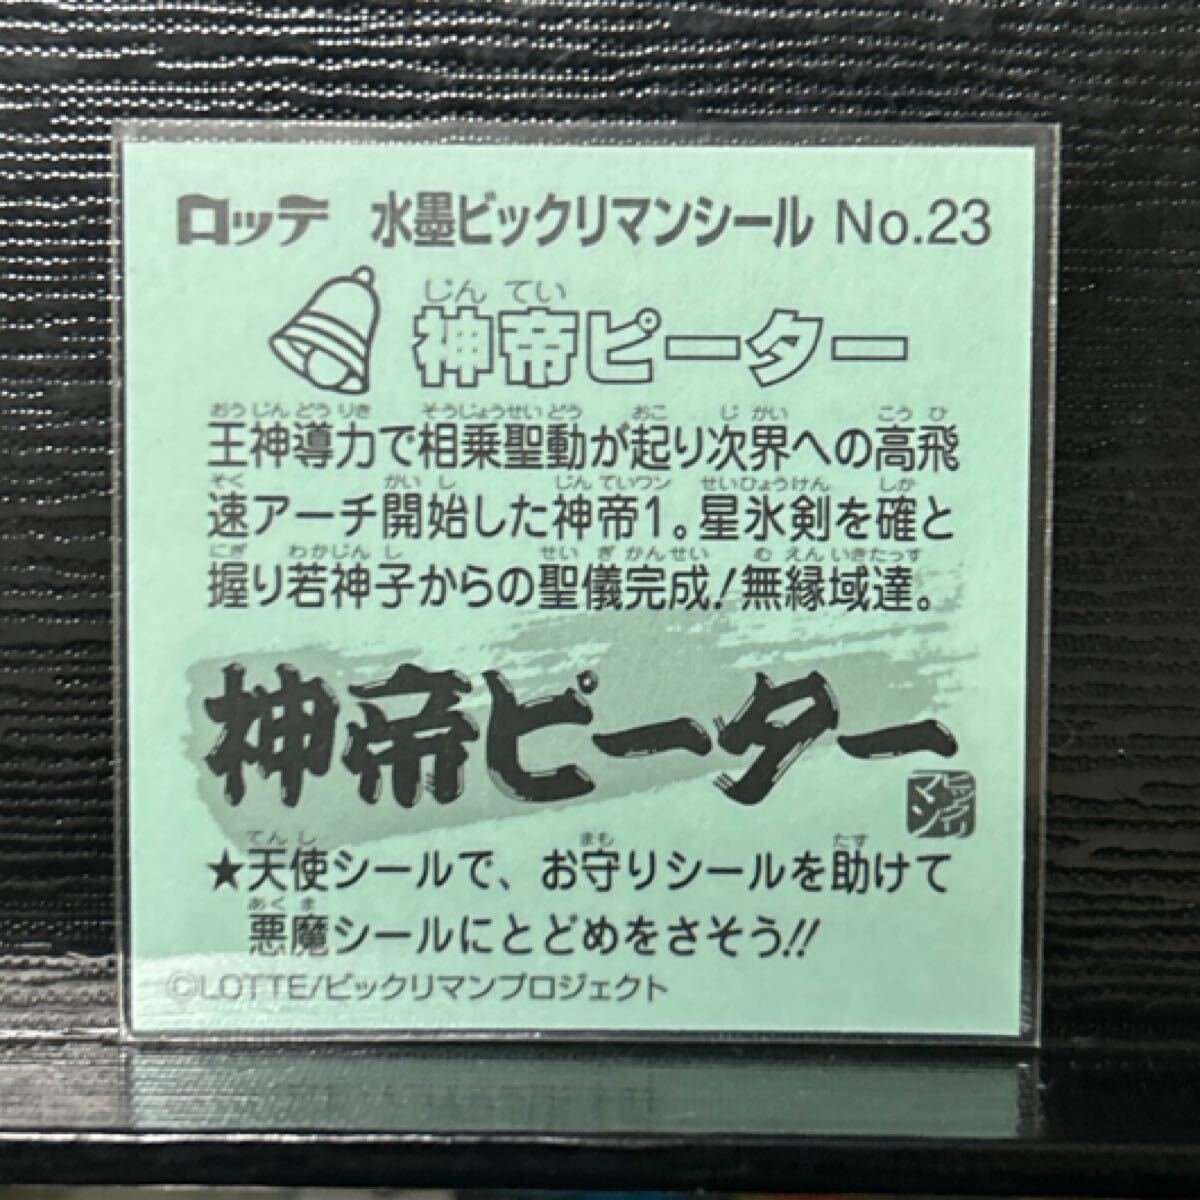 ロッテ 水墨ビックリマンシール No.23
じんてい
神帝ピーター
おうじんどうりき そうじょうせいどう おこ じかい こうひ
王神導力で相乗聖動が起り次界への高飛
そく かいし じんていワン せいひょうけん しか
速アーチ開始した神帝1。星氷剣を確と
にぎ わかじんし せいぎかんせい むえんいきたっす
握り若神子からの聖儀完成!無縁域達。
神帝ピーター
ビックリ
マン
てんし まも たす
★天使シールで、お守りシールを助けて
あくま
悪魔シールにとどめをさそう!!
©LOTTE/ビックリマンプロジェクト